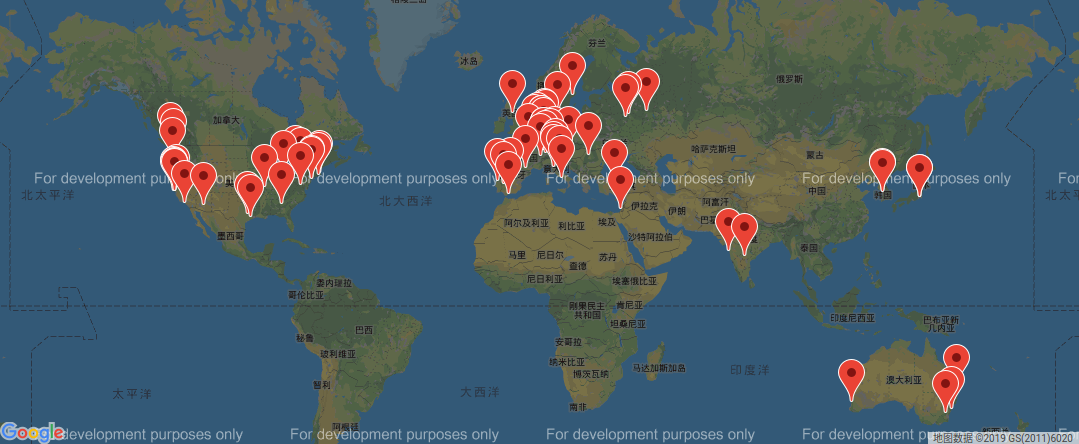 格陵兰岛
冰岛
芬兰
俄罗斯
加拿大
哈萨克斯坦
蒙古
For development purposes only
For development purposes only
For development purposes only
For development purposes only
北太平洋
北大西洋
中国
韩国
阿富汗
伊拉克
伊朗
墨西哥
阿尔及利亚
利比亚
埃及
沙特阿拉伯
泰国
马里
尼日尔
乍得
苏丹
委内瑞拉
哥伦比亚
尼日利亚
埃塞俄比亚
刚果民主
共和国
肯尼亚
坦桑尼亚
印度尼西亚
巴布亚新
几内亚
秘鲁
巴西
玻利维亚
安哥拉
纳米比亚
博茨瓦纳
马达加斯加岛
印度洋
澳大利亚
智利
太平洋
大西洋
南非
阿根廷
Google
For development purposes only
For development purposes only
For development purposes only
For development purposes only
地图数据 ©2019 GS(2011)6020